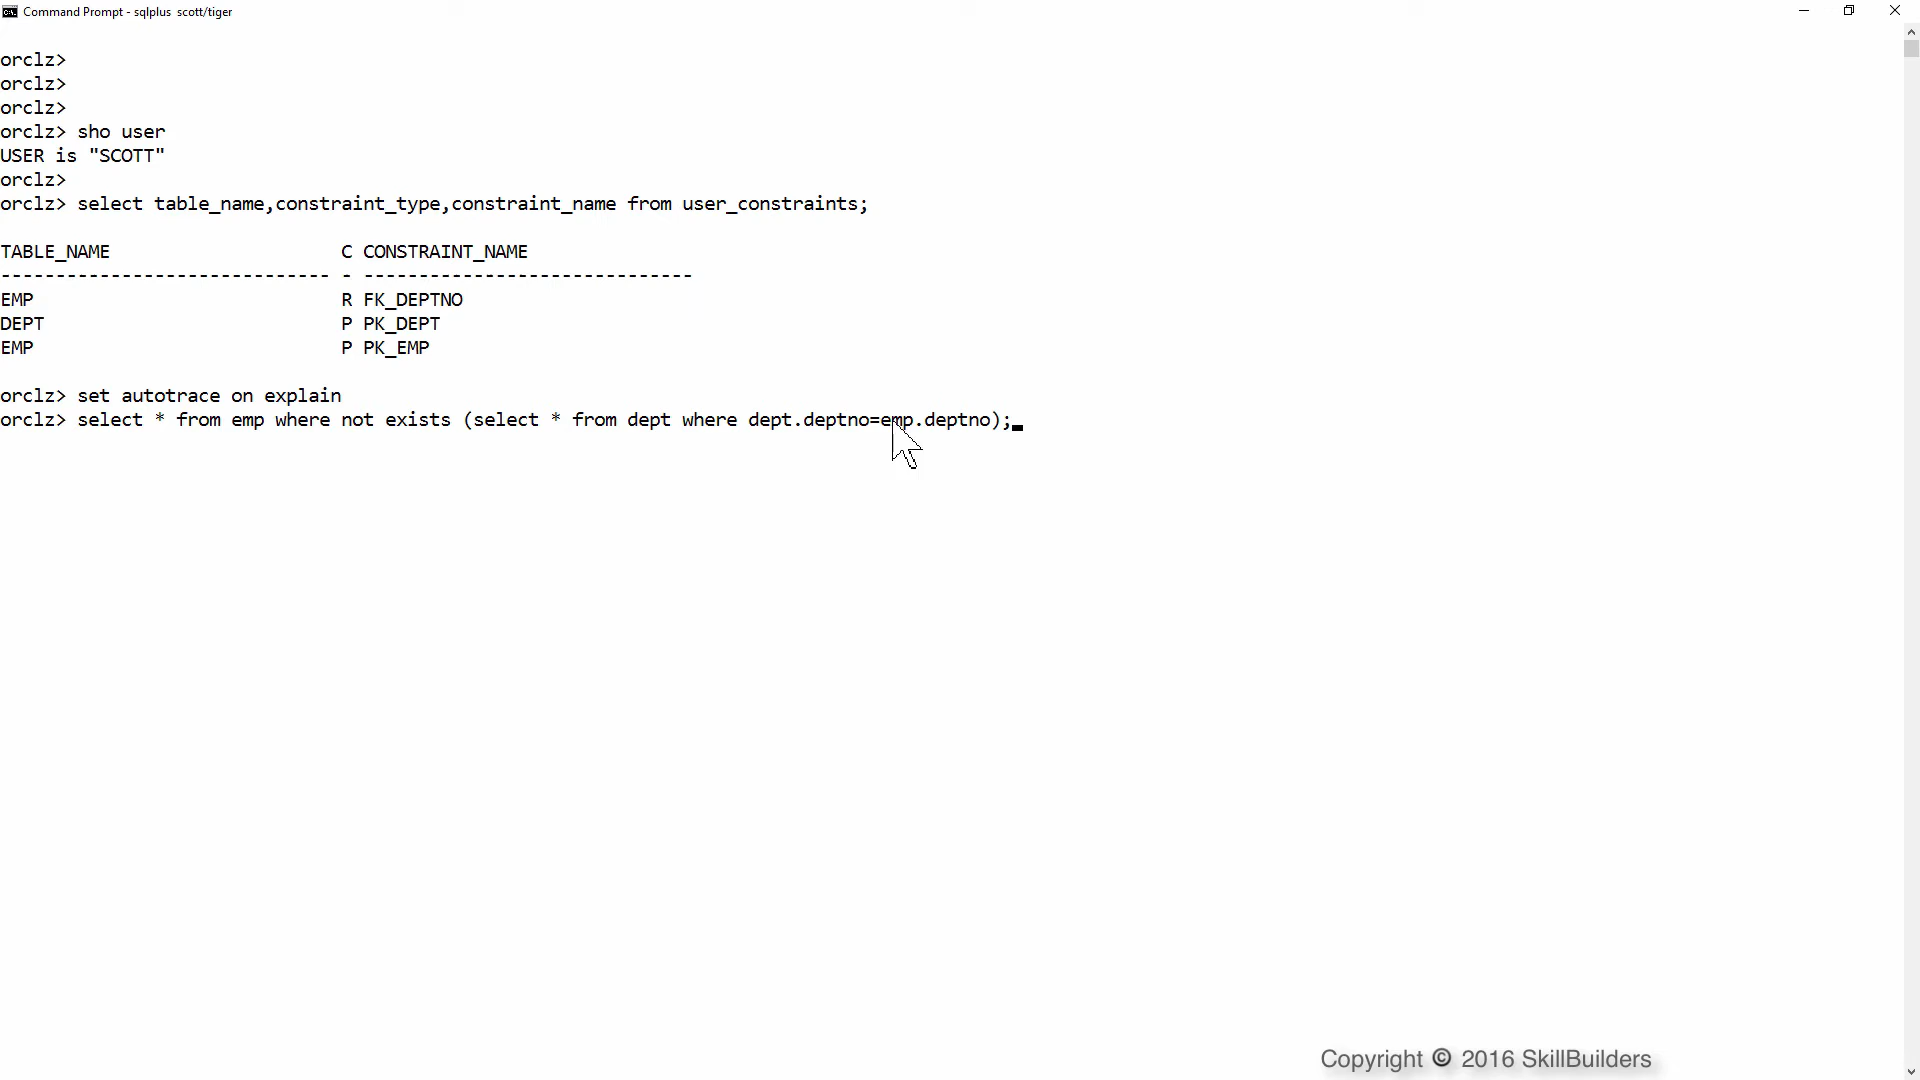 Command Prompt - sqlplus  scott/tiger
orclz>
orclz>
orclz>
orclz> sho user
USER is "SCOTT"
orclz>
orclz> select table_name,constraint_type,constraint_name from user_constraints;
TABLE_NAME                     C CONSTRAINT_NAME
------------------------------ - ------------------------------
EMP                            R FK_DEPTNO
DEPT                           P PK_DEPT
EMP                            P PK_EMP
orclz> set autotrace on explain
orclz> select * from emp where not exists (select * from dept where dept.deptno=emp.deptno);
Copyright © 2016 SkillBuilders